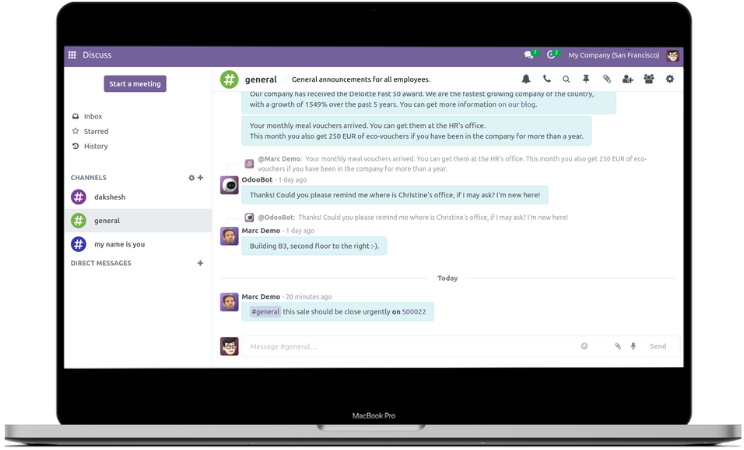 Discuss
7
2
My Company (San Francisco)
Start a meeting
general
General announcements for all employees.
Our company has received the Deloitte Fast 50 award. We are the fastest growing company of the country,
with a growth of 1549% over the past 5 years. You can get more information on our blog.
Inbox
Starred
History
Your monthly meal vouchers arrived. You can get them at the HR's office.
This month you also get 250 EUR of eco-vouchers if you have been in the company for more than a year.
@Marc Demo: Your monthly meal vouchers arrived. You can get them at the HR's office. This month you also get 250 EUR of eco-
vouchers if you have been in the company for more than a year.
CHANNELS
dakshesh
general
my name is you
DIRECT MESSAGES
OdooBot - 1 day ago
Thanks! Could you please remind me where is Christine's office, if I may ask? I'm new here!
@OdooBot: Thanks! Could you please remind me where is Christine's office, if I may ask? I'm new here!
Marc Demo - 1 day ago
Building B3, second floor to the right :-).
Today
Marc Demo - 20 minutes ago
#general this sale should be close urgently on 500022
Message #general...
Send
MacBook Pro